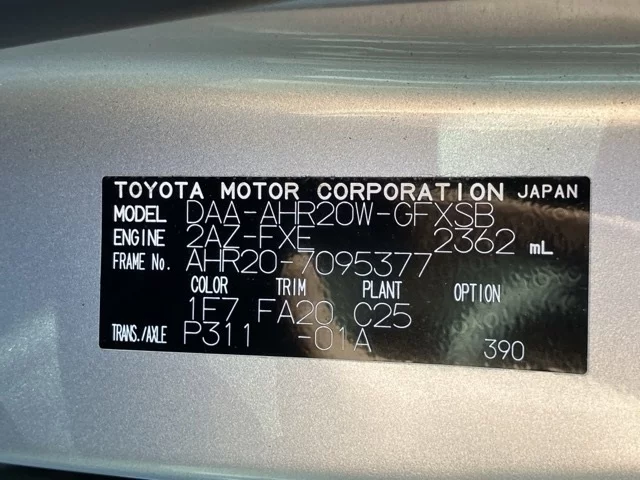 TOYOTA MOTOR CORPORATION JAPAN
MODEL DAA-AHR20W-GFXSB
ENGINE 2AZ-FXE 2362 mL
FRAME No. AHR20-7095377
COLOR TRIM PLANT OPTION
1E7 FA20 C25
TRANS./AXLE P311 -01A 390